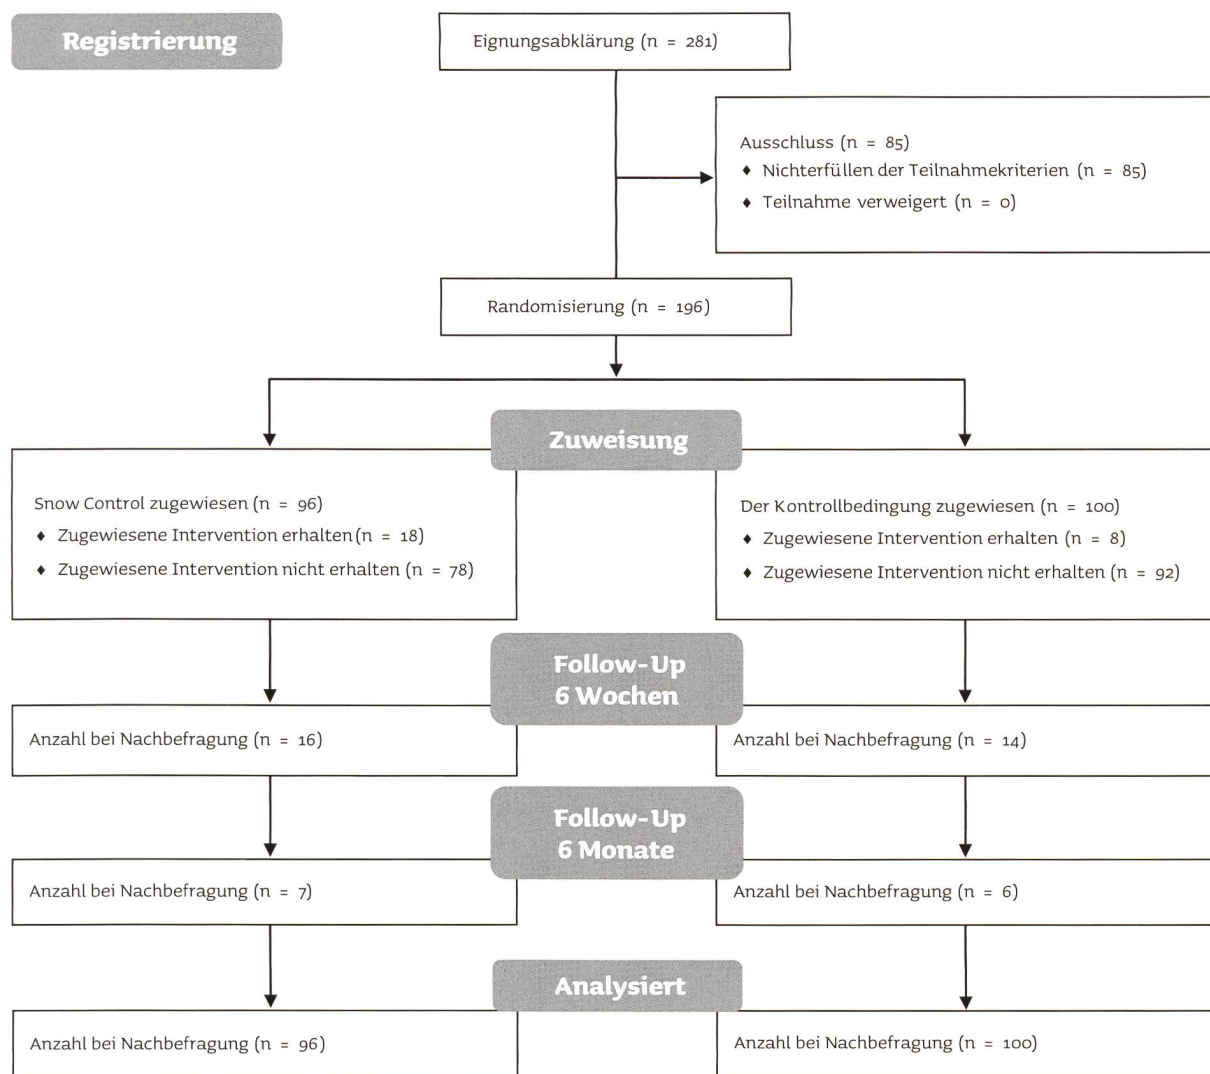 Registrierung
Eignungsabklärung (n = 281)
Ausschluss (n = 85)
♦ Nichterfüllen der Teilnahmekriterien (n = 85)
♦ Teilnahme verweigert (n = 0)
Randomisierung (n = 196)
Zuweisung
Snow Control zugewiesen (n = 96)
♦ Zugewiesene Intervention erhalten (n = 18)
♦ Zugewiesene Intervention nicht erhalten (n = 78)
Der Kontrollbedingung zugewiesen (n = 100)
♦ Zugewiesene Intervention erhalten (n = 8)
♦ Zugewiesene Intervention nicht erhalten (n = 92)
Follow-Up
6 Wochen
Anzahl bei Nachbefragung (n = 16)
Anzahl bei Nachbefragung (n = 14)
Follow-Up
6 Monate
Anzahl bei Nachbefragung (n = 7)
Anzahl bei Nachbefragung (n = 6)
Analysiert
Anzahl bei Nachbefragung (n = 96)
Anzahl bei Nachbefragung (n = 100)